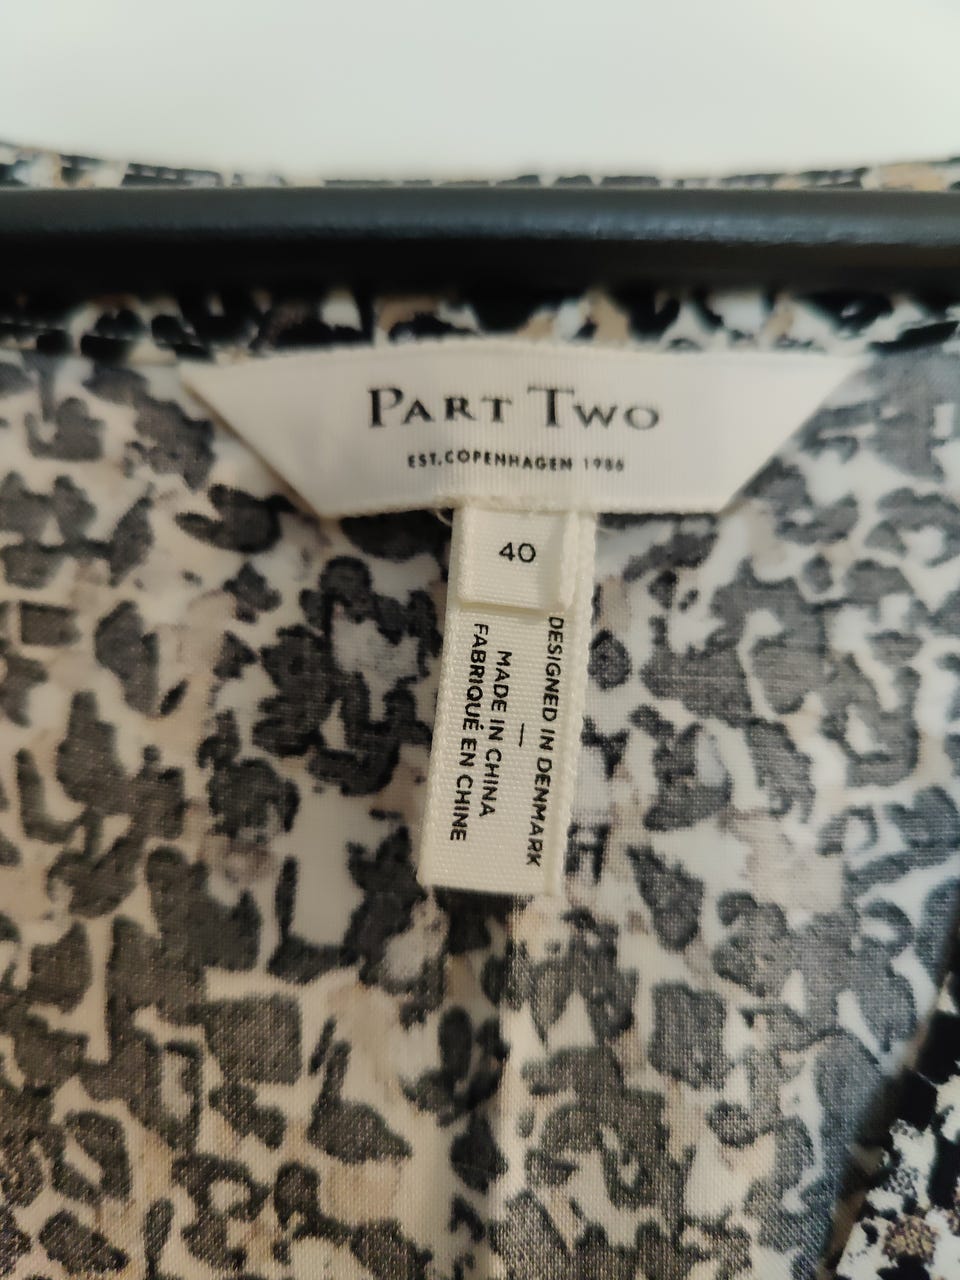 PART TWO
EST. COPENHAGEN 1986
40
DESIGNED IN DENMARK
—
MADE IN CHINA
FABRIQUÉ EN CHINE